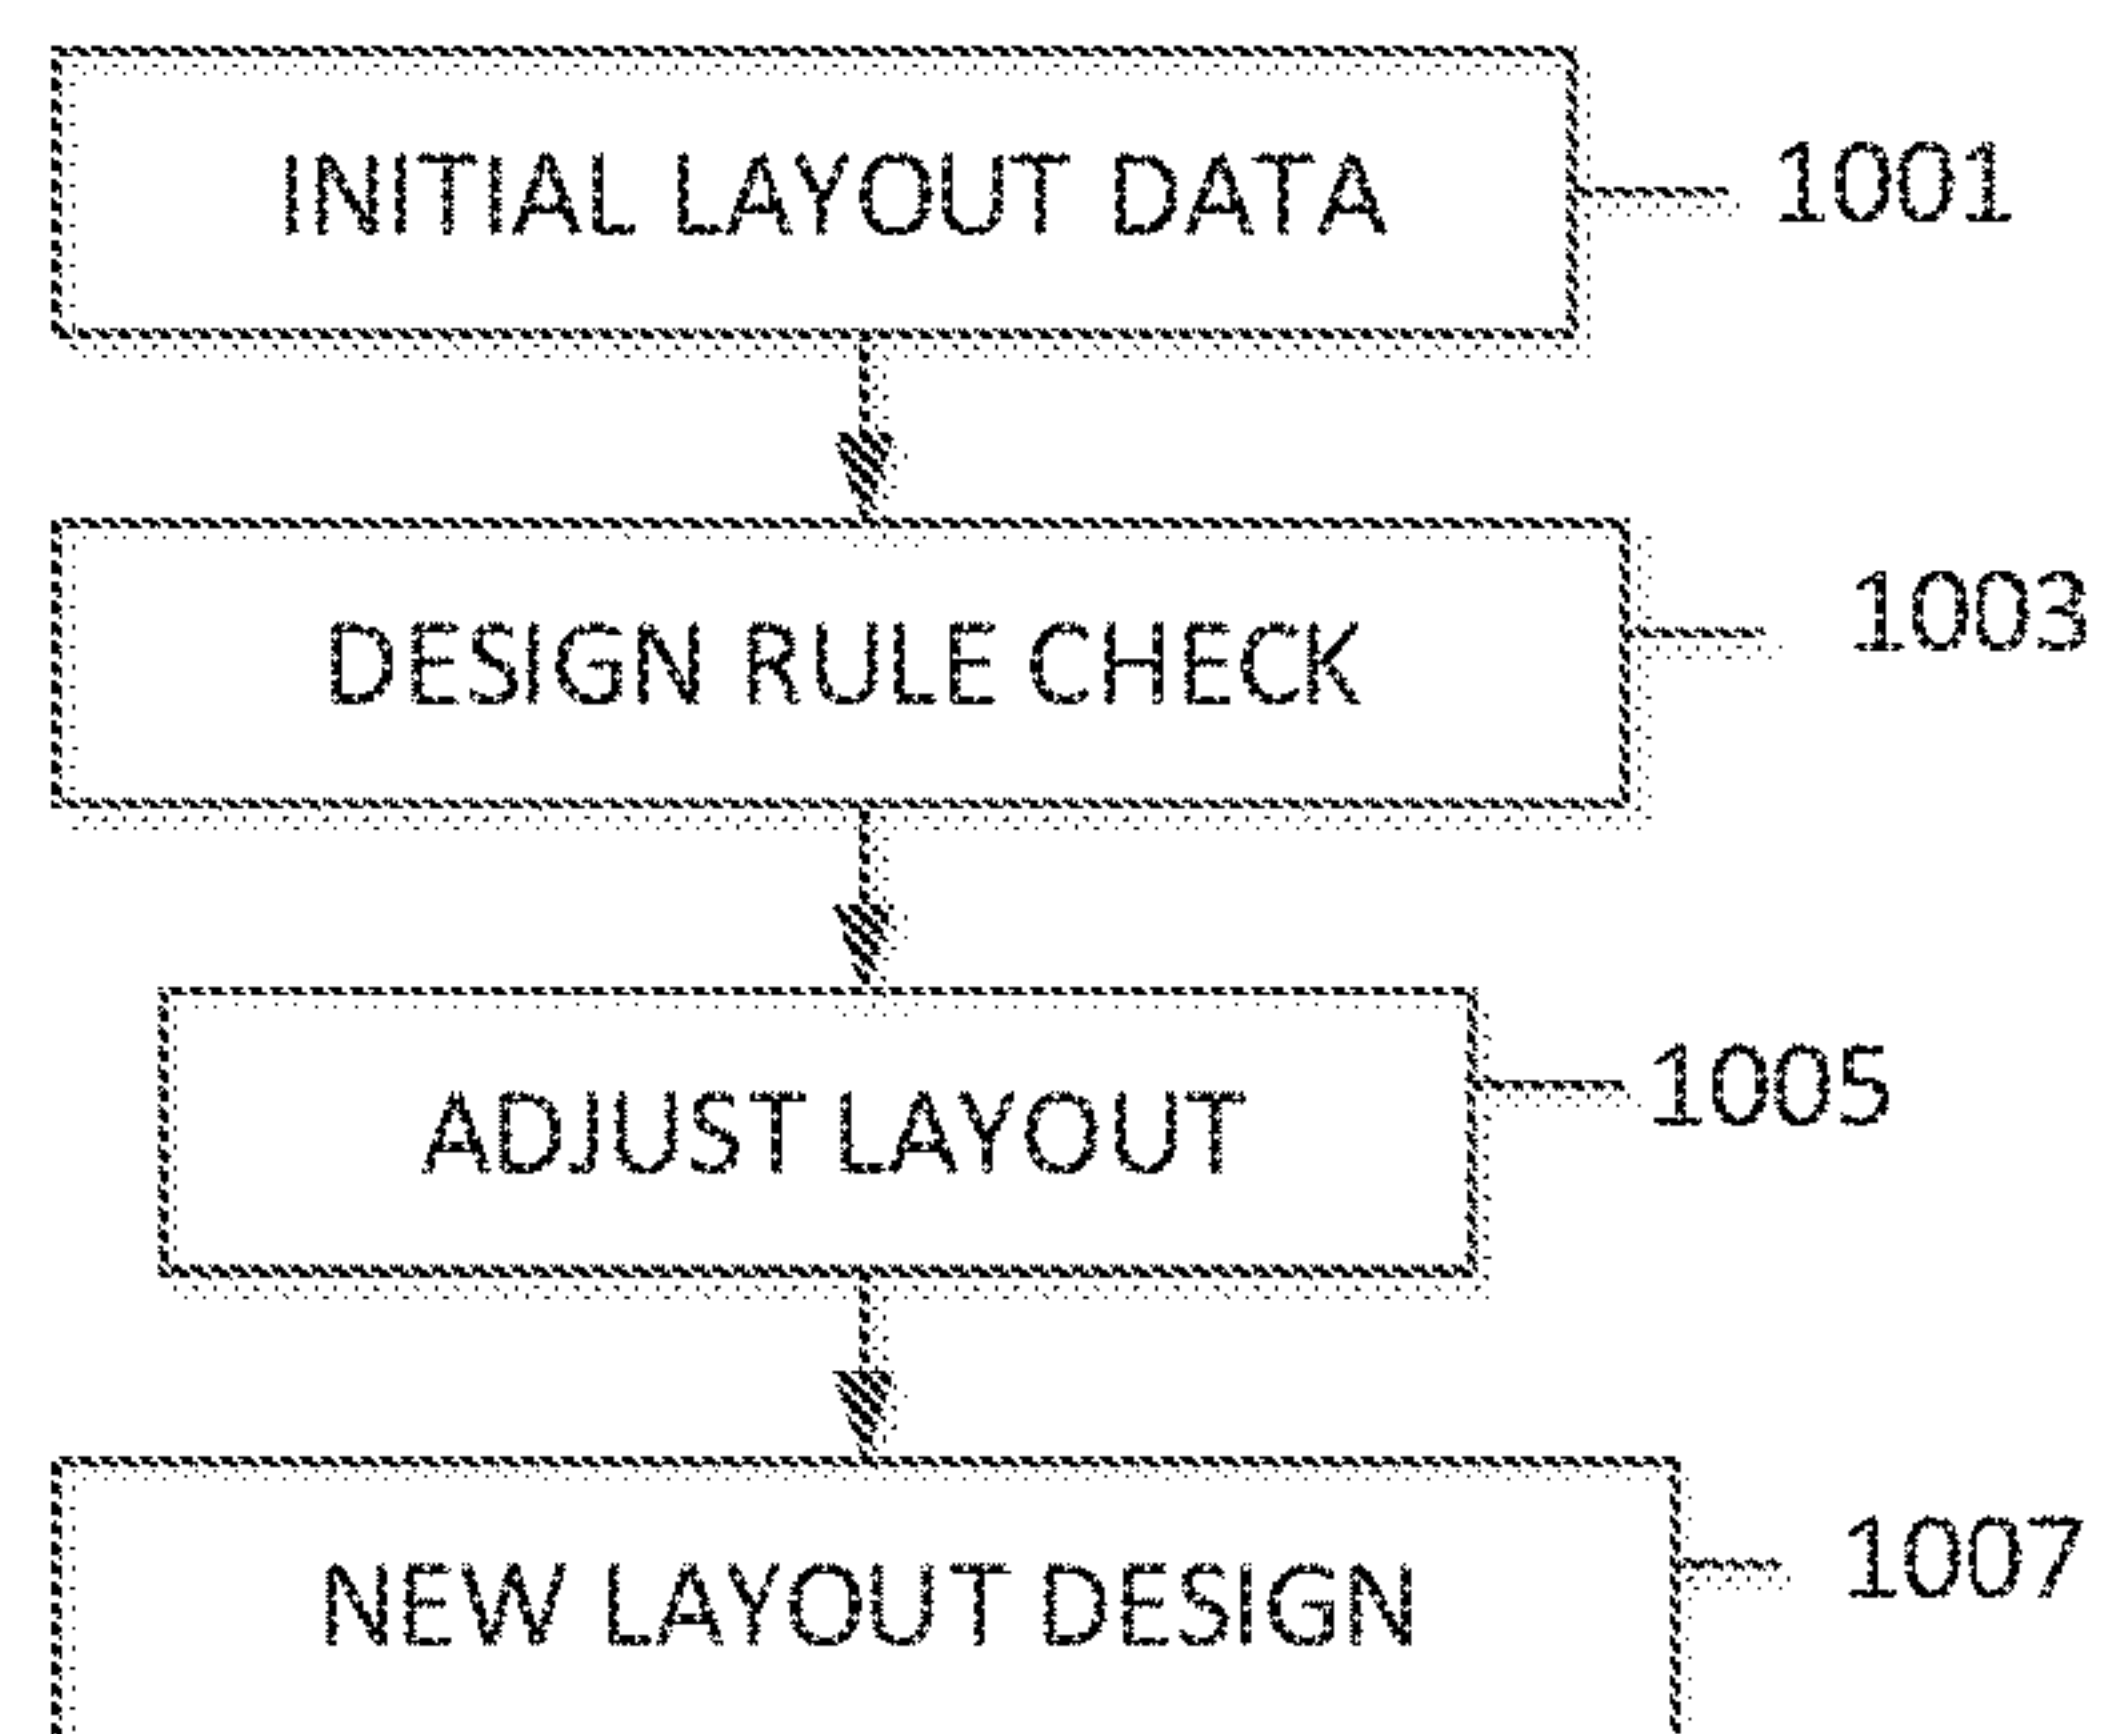 INITIAL LAYOUT DATA
1001
DESIGN RULE CHECK
1003
ADJUST LAYOUT
1005
NEW LAYOUT DESIGN
1007